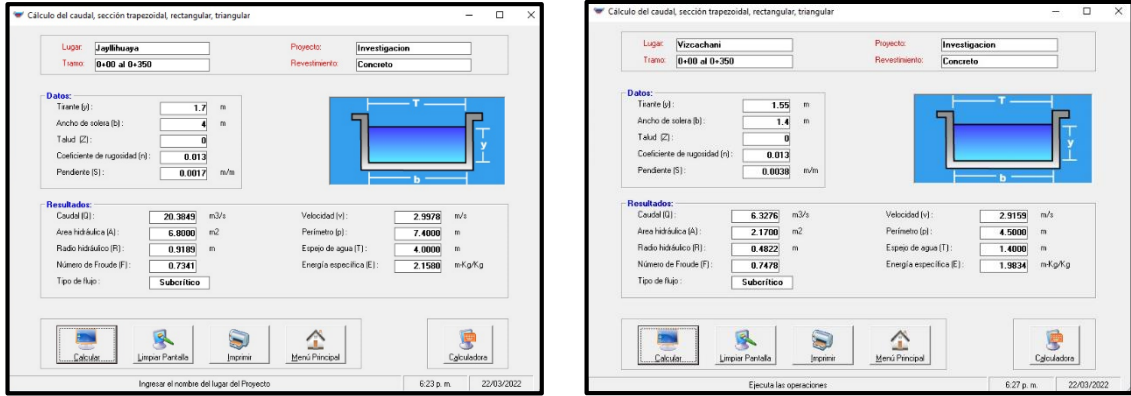 Cálculo del caudal, sección trapezoidal, rectangular, triangular
Lugar: Jayllihuaya Proyecto: Investigacion
Tramo: 0+00 al 0+350 Revestimiento: Concreto
Datos:
Tirante (y) : 1.7 m
Ancho de solera (b) : 4 m
Talud (Z) : 0
Coeficiente de rugosidad (n) : 0.013
Pendiente (S) : 0.0017 m/m
T
y
b
Resultados:
Caudal (Q) : 20.3849 m3/s Velocidad (v) : 2.9978 m/s
Area hidráulica (A) : 6.8000 m2 Perímetro (p) : 7.4000 m
Radio hidráulico (R) : 0.9189 m Espejo de agua (T) : 4.0000 m
Número de Froude (F) : 0.7341 Energía específica (E) : 2.1580 m-Kg/Kg
Tipo de flujo : Subcrítico
Calcular Limpiar Pantalla Imprimir Menú Principal Calculadora
Ingresar el nombre del lugar del Proyecto 6:23 p. m. 22/03/2022
Cálculo del caudal, sección trapezoidal, rectangular, triangular
Lugar: Vizcachani Proyecto: Investigacion
Tramo: 0+00 al 0+350 Revestimiento: Concreto
Datos:
Tirante (y) : 1.55 m
Ancho de solera (b) : 1.4 m
Talud (Z) : 0
Coeficiente de rugosidad (n) : 0.013
Pendiente (S) : 0.0038 m/m
T
y
b
Resultados:
Caudal (Q) : 6.3276 m3/s Velocidad (v) : 2.9159 m/s
Area hidráulica (A) : 2.1700 m2 Perímetro (p) : 4.5000 m
Radio hidráulico (R) : 0.4822 m Espejo de agua (T) : 1.4000 m
Número de Froude (F) : 0.7478 Energía específica (E) : 1.9834 m-Kg/Kg
Tipo de flujo : Subcrítico
Calcular Limpiar Pantalla Imprimir Menú Principal Calculadora
Ejecuta las operaciones 6:27 p. m. 22/03/2022